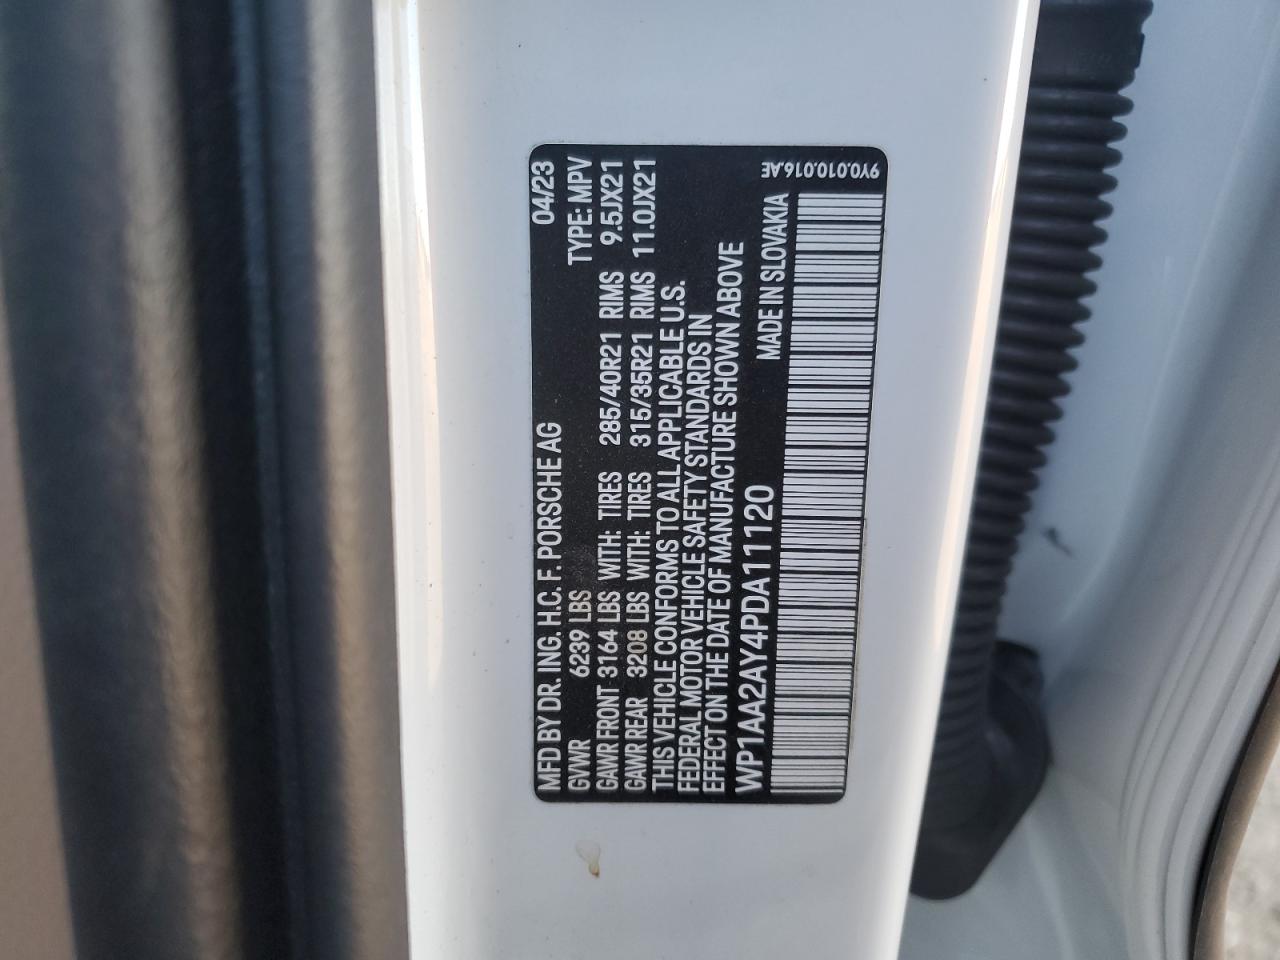 MFD BY DR. ING. H.C. F. PORSCHE AG 04/23
GVWR 6239 LBS TYPE: MPV
GAWR FRONT 3164 LBS WITH: TIRES 285/40R21 RIMS 9.5JX21
GAWR REAR 3208 LBS WITH: TIRES 315/35R21 RIMS 11.0JX21
THIS VEHICLE CONFORMS TO ALL APPLICABLE U.S.
FEDERAL MOTOR VEHICLE SAFETY STANDARDS IN
EFFECT ON THE DATE OF MANUFACTURE SHOWN ABOVE
WP1AA2AY4PDA11120 MADE IN SLOVAKIA
9Y0.010.016.AE